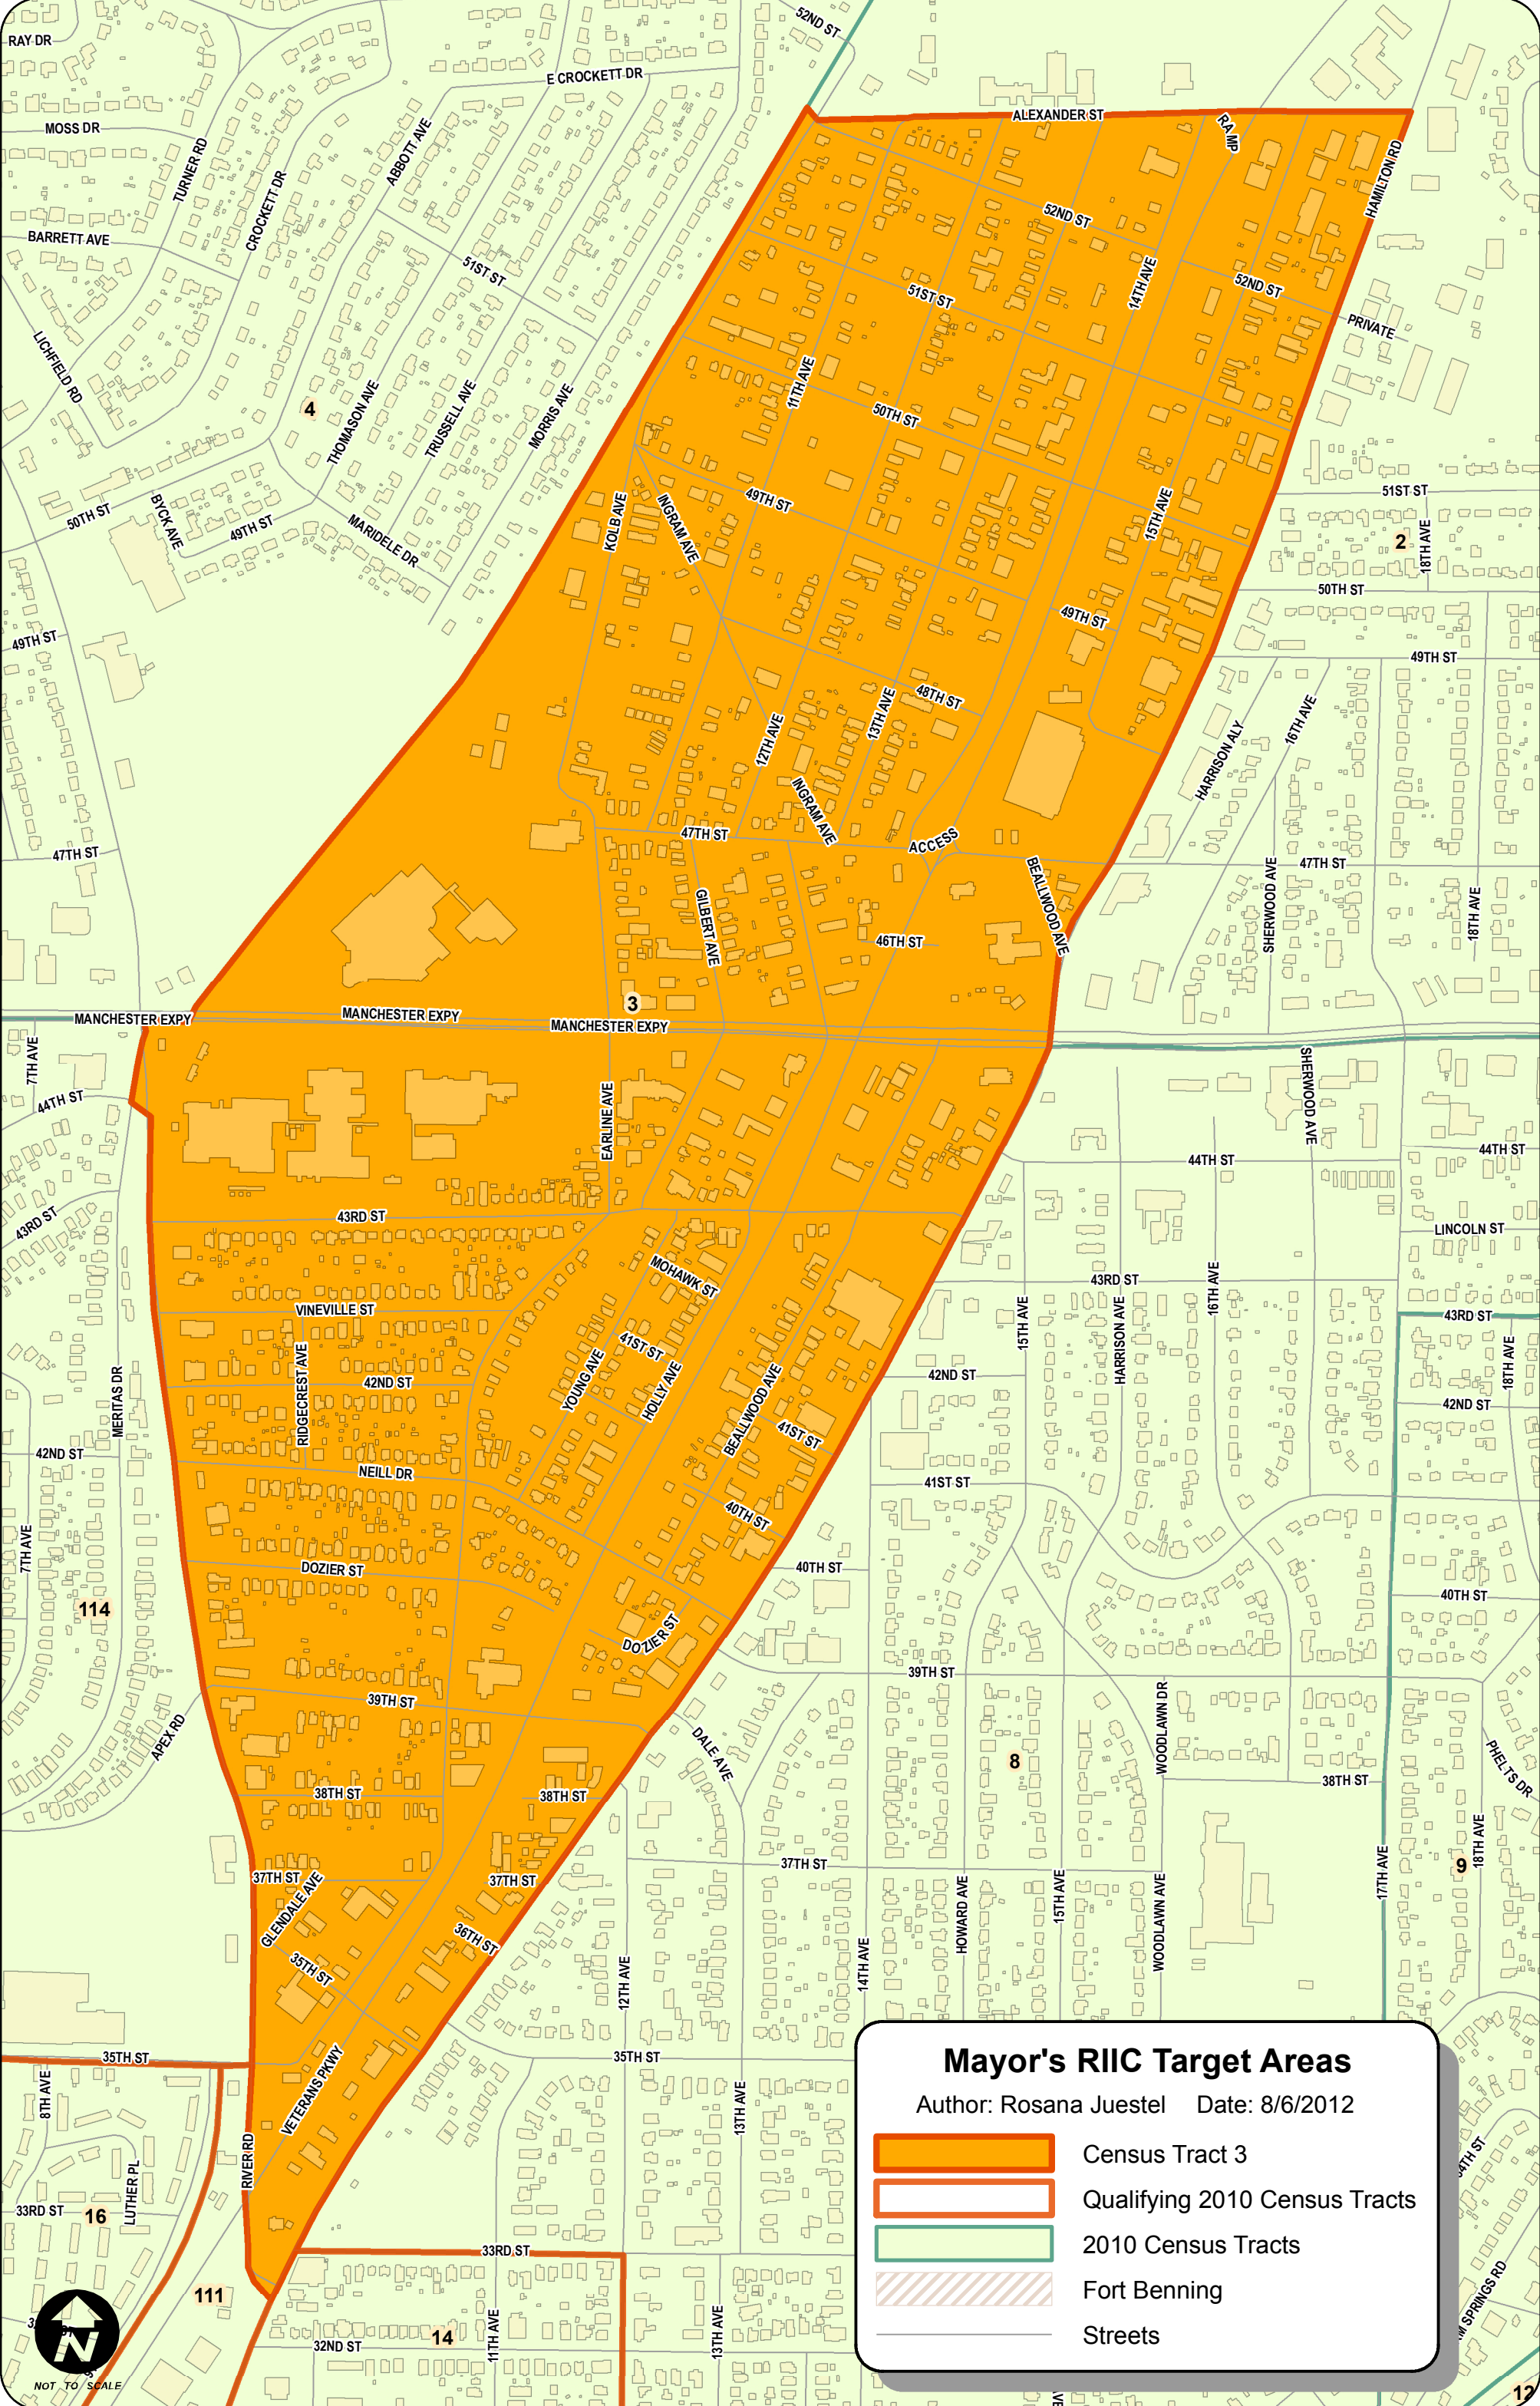 52ND ST
RAY DR
E CROCKETT DR
ALEXANDER ST
RAMP
MOSS DR
ABBOTT AVE
TURNER RD
HAMILTON RD
CROCKETT DR
52ND ST
BARRETT AVE
51ST ST
14TH AVE
52ND ST
51ST ST
PRIVATE
LICHFIELD RD
11TH AVE
4
THOMASON AVE
TRUSSELL AVE
MORRIS AVE
50TH ST
51ST ST
49TH ST
50TH ST
BYCK AVE
49TH ST
MARIDELE DR
KOLB AVE
INGRAM AVE
15TH AVE
2
18TH AVE
50TH ST
49TH ST
49TH ST
49TH ST
48TH ST
13TH AVE
12TH AVE
HARRISON ALY
16TH AVE
INGRAM AVE
47TH ST
ACCESS
47TH ST
47TH ST
BEALLWOOD AVE
SHERWOOD AVE
18TH AVE
GILBERT AVE
46TH ST
3
MANCHESTER EXPY
MANCHESTER EXPY
MANCHESTER EXPY
7TH AVE
44TH ST
EARLINE AVE
SHERWOOD AVE
44TH ST
44TH ST
43RD ST
43RD ST
LINCOLN ST
MOHAWK ST
43RD ST
16TH AVE
VINEVILLE ST
43RD ST
15TH AVE
HARRISON AVE
41ST ST
RIDGECREST AVE
42ND ST
YOUNG AVE
HOLLY AVE
42ND ST
18TH AVE
MERITAS DR
BEALLWOOD AVE
42ND ST
41ST ST
42ND ST
NEILL DR
41ST ST
40TH ST
7TH AVE
DOZIER ST
40TH ST
40TH ST
114
DOZIER ST
39TH ST
39TH ST
APEX RD
DALE AVE
WOODLAWN DR
8
PHELTS DR
38TH ST
38TH ST
38TH ST
37TH ST
37TH ST
37TH ST
17TH AVE
18TH AVE
9
GLENDALE AVE
36TH ST
HOWARD AVE
15TH AVE
WOODLAWN AVE
35TH ST
12TH AVE
14TH AVE
35TH ST
35TH ST
VETERANS PKWY
8TH AVE
13TH AVE
RIVER RD
LUTHER PL
33RD ST
16
33RD ST
111
14
32ND ST
11TH AVE
13TH AVE
12
N
NOT TO SCALE
Mayor's RIIC Target Areas
Author: Rosana Juestel Date: 8/6/2012
Census Tract 3
Qualifying 2010 Census Tracts
2010 Census Tracts
Fort Benning
Streets